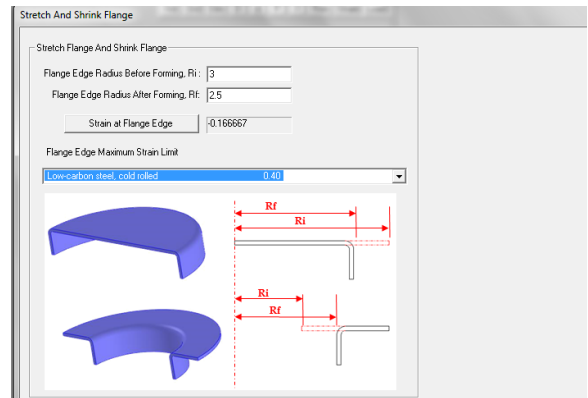 Stretch And Shrink Flange
Stretch Flange And Shrink Flange
Flange Edge Radius Before Forming, Ri : 3
Flange Edge Radius After Forming, Rf: 2.5
Strain at Flange Edge -0.166667
Flange Edge Maximum Strain Limit
Low-carbon steel, cold rolled 0.40
Rf
Ri
Ri
Rf